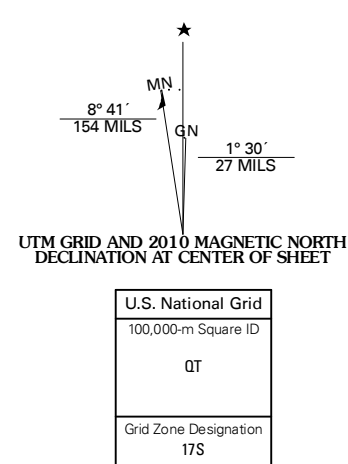 MN
8° 41´
154 MILS
GN
1° 30´
27 MILS
UTM GRID AND 2010 MAGNETIC NORTH
DECLINATION AT CENTER OF SHEET
U.S. National Grid
100,000-m Square ID
QT
Grid Zone Designation
17S